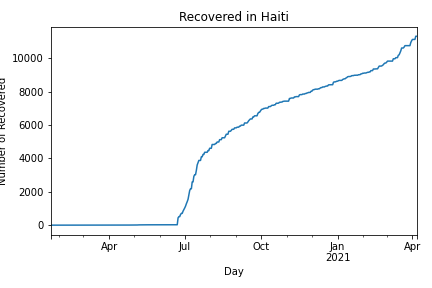 Recovered in Haiti
Number of Recovered
10000
8000
6000
4000
2000
0
Apr
Jul
Oct
Jan
2021
Apr
Day